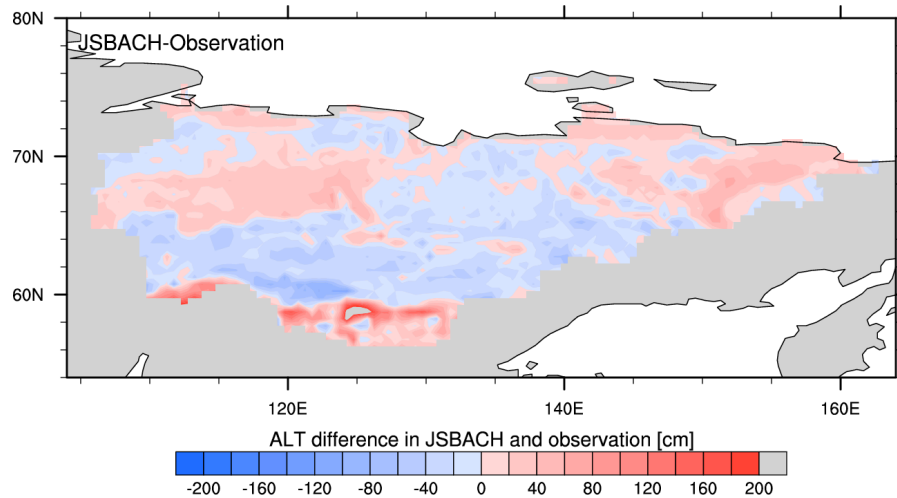 80N
JSBACH-Observation
70N
60N
120E 140E 160E
ALT difference in JSBACH and observation [cm]
-200 -160 -120 -80 -40 0 40 80 120 160 200